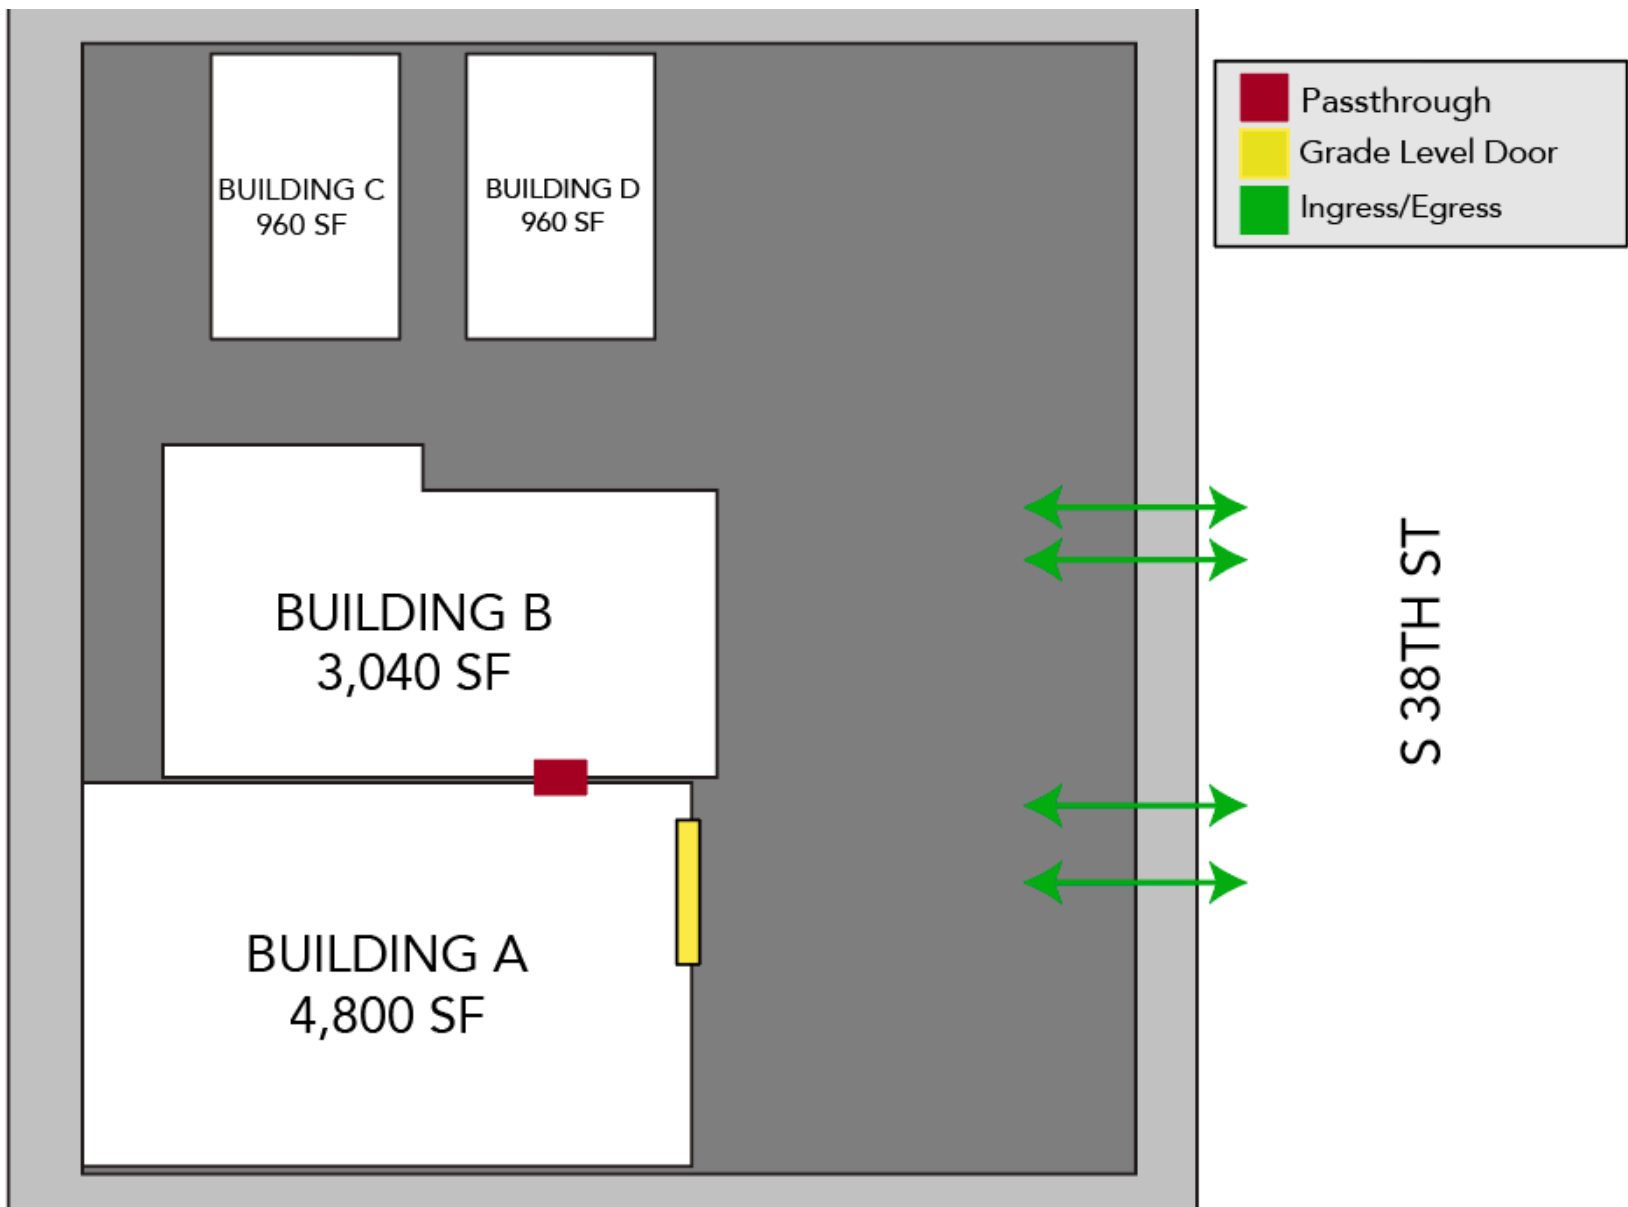 BUILDING C
960 SF
BUILDING D
960 SF
Passthrough
Grade Level Door
Ingress/Egress
BUILDING B
3,040 SF
S 38TH ST
BUILDING A
4,800 SF